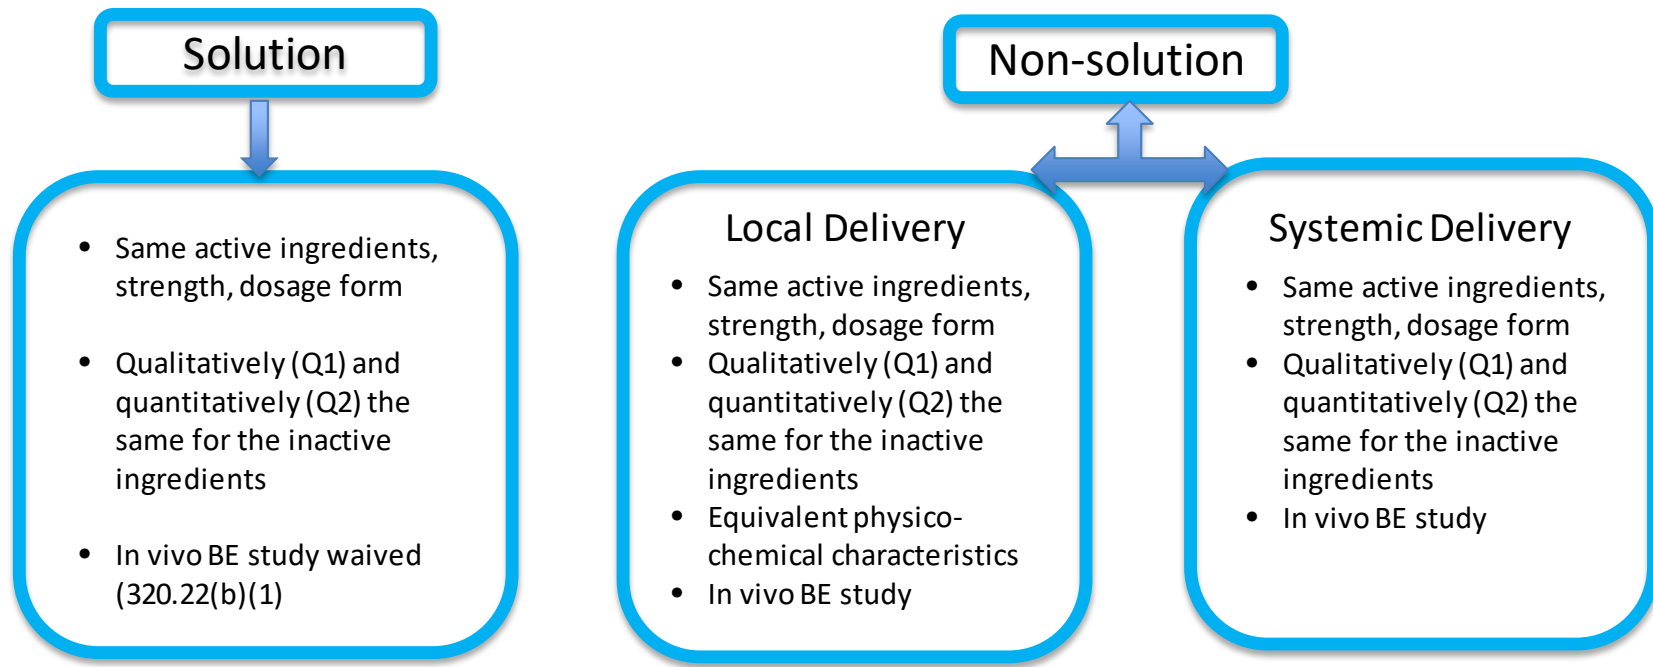 Solution
• Same active ingredients,
strength, dosage form
• Qualitatively (Q1) and
quantitatively (Q2) the
same for the inactive
ingredients
• In vivo BE study waived
(320.22(b)(1)
Non-solution
Local Delivery
• Same active ingredients,
strength, dosage form
• Qualitatively (Q1) and
quantitatively (Q2) the
same for the inactive
ingredients
• Equivalent physico-
chemical characteristics
• In vivo BE study
Systemic Delivery
• Same active ingredients,
strength, dosage form
• Qualitatively (Q1) and
quantitatively (Q2) the
same for the inactive
ingredients
• In vivo BE study